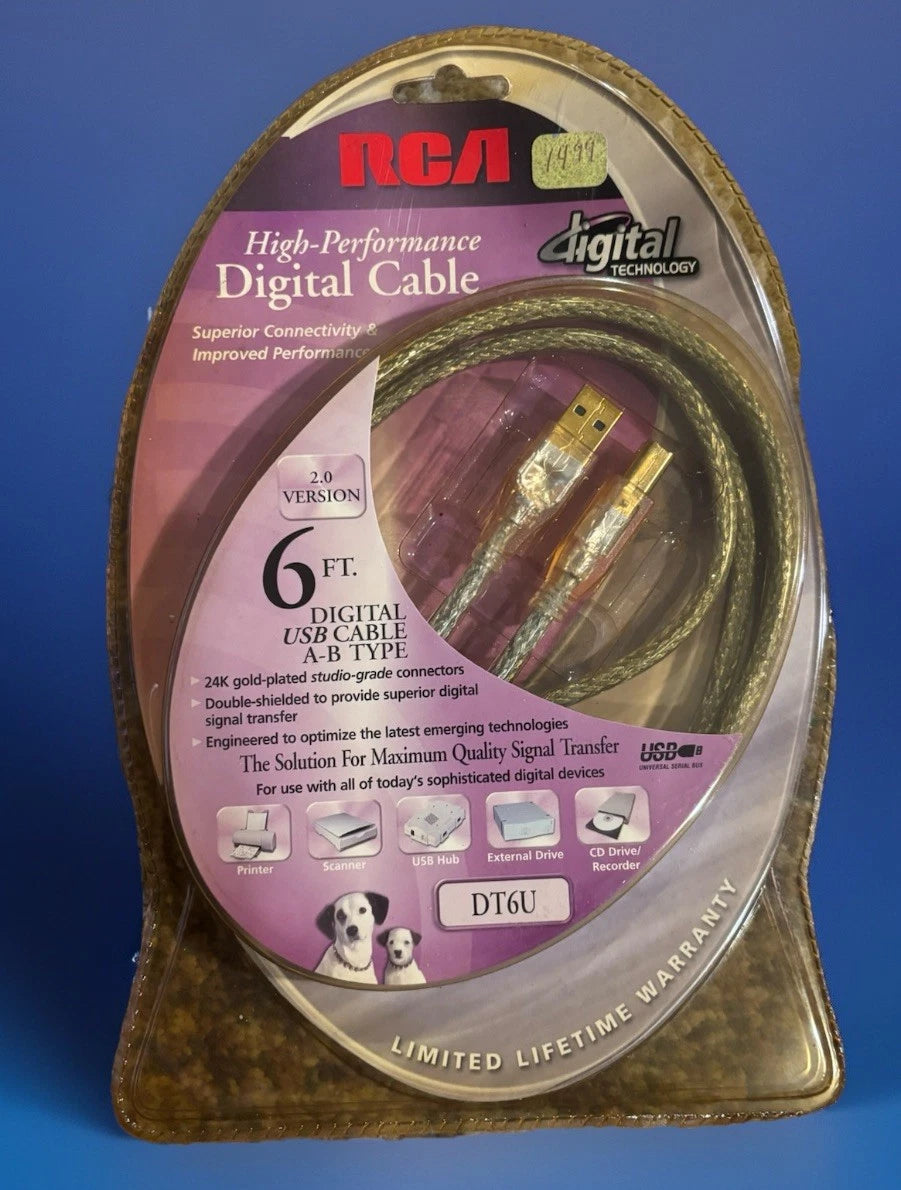 RCA
14.99
High-Performance
Digital Cable
digital
TECHNOLOGY
Superior Connectivity &
Improved Performance
2.0
VERSION
6 FT.
DIGITAL
USB CABLE
A-B TYPE
24K gold-plated studio-grade connectors
Double-shielded to provide superior digital
signal transfer
Engineered to optimize the latest emerging technologies
The Solution For Maximum Quality Signal Transfer
For use with all of today's sophisticated digital devices
USB B
UNIVERSAL SERIAL BUS
Printer
Scanner
USB Hub
External Drive
CD Drive/
Recorder
DT6U
LIMITED LIFETIME WARRANTY